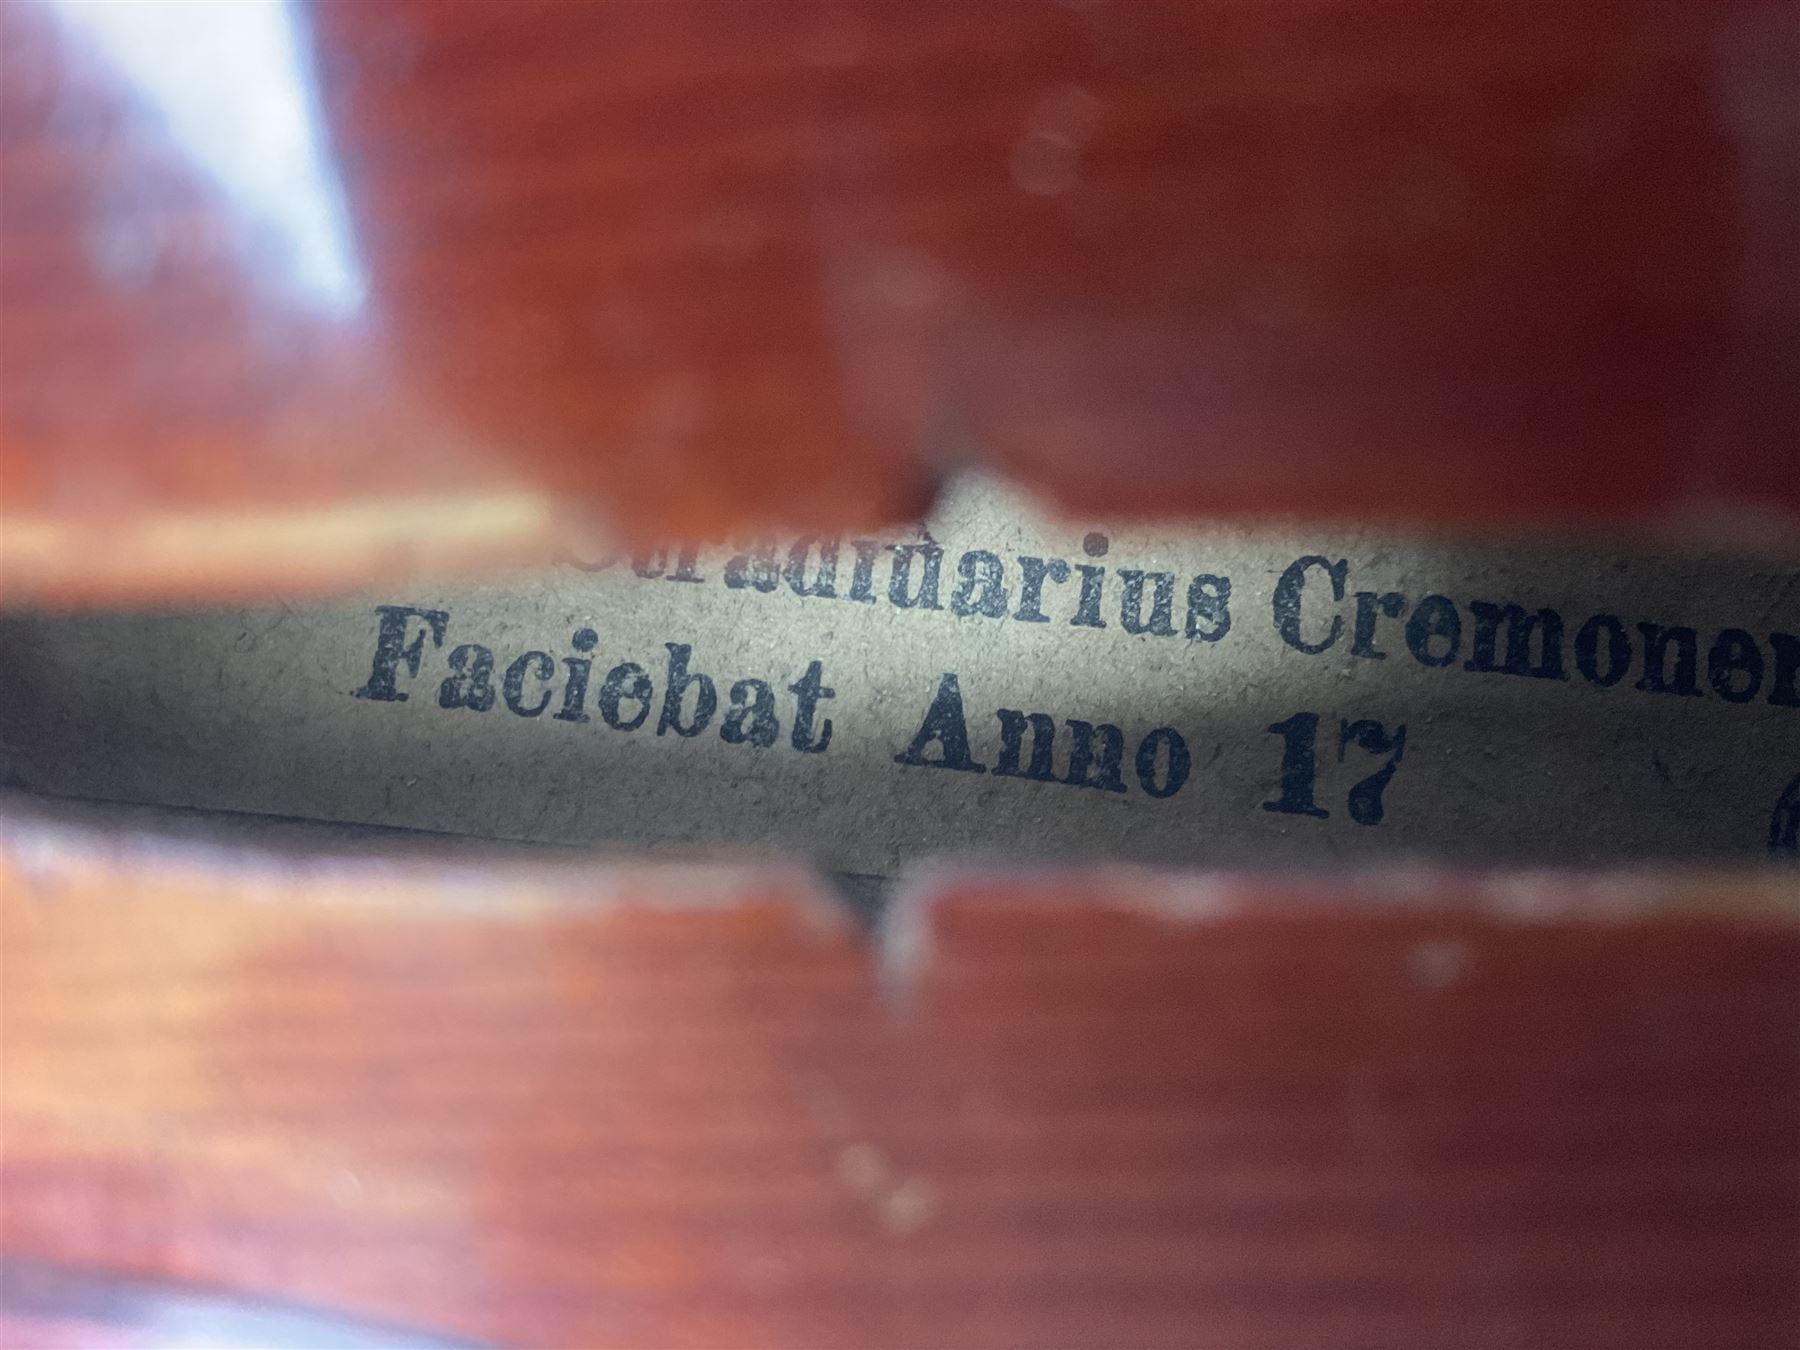 Stradiuarius Cremonen
Faciebat Anno 17